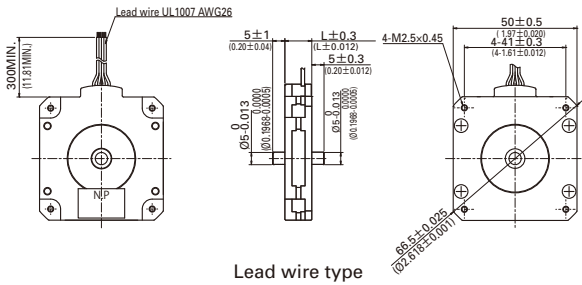 Lead wire UL1007 AWG26
300MIN.
(11.81MIN.)
N.P
5±1
(0.20±0.04)
L±0.3
(L±0.012)
5±0.3
(0.20±0.012)
0
Ø5-0.013
0.0000
(Ø0.1968-0.0005)
0
Ø5-0.013
0.0000
(Ø0.1968-0.0005)
4-M2.5×0.45
50±0.5
(1.97±0.020)
4-41±0.3
(4-1.61±0.012)
66.5±0.025
(Ø2.618±0.001)
Lead wire type